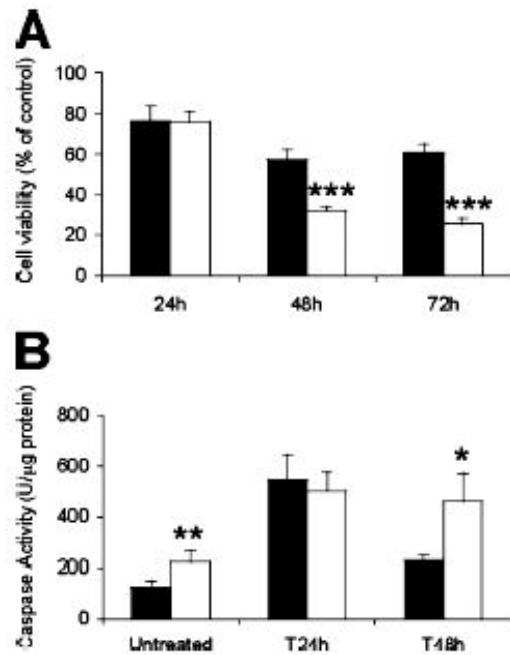 A
Cell viability (% of control)
100
80
60
40
20
0
***
***
24h
48h
72h
B
Caspase Activity (U/µg protein)
800
600
400
200
0
**
*
Untreated
T24h
T48h